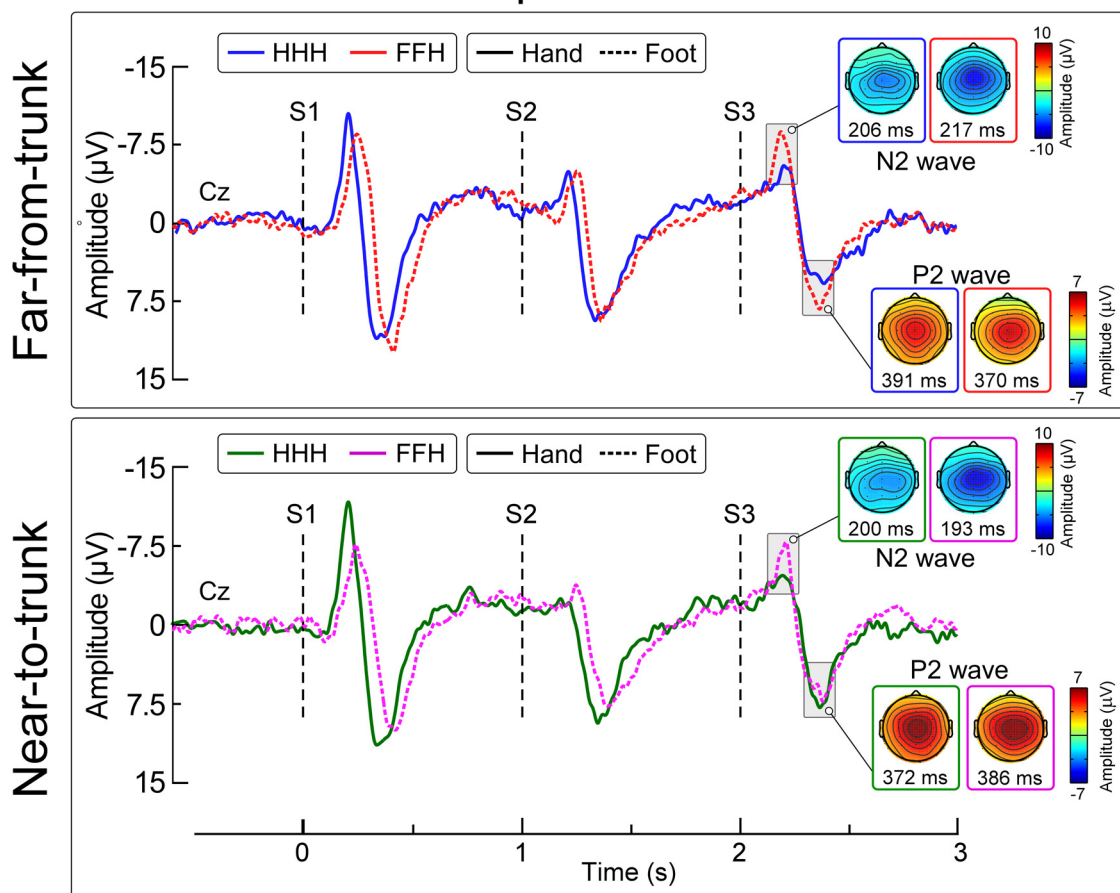 Far-from-trunk
HHH FFH Hand Foot
-15
-7.5
0
7.5
15
Amplitude (µV)
Cz
S1 S2 S3
206 ms 217 ms
N2 wave
10
-10
Amplitude (µV)
P2 wave
391 ms 370 ms
7
-7
Amplitude (µV)
Near-to-trunk
HHH FFH Hand Foot
-15
-7.5
0
7.5
15
Amplitude (µV)
Cz
S1 S2 S3
200 ms 193 ms
N2 wave
10
-10
Amplitude (µV)
P2 wave
372 ms 386 ms
7
-7
Amplitude (µV)
0 1 2 3
Time (s)